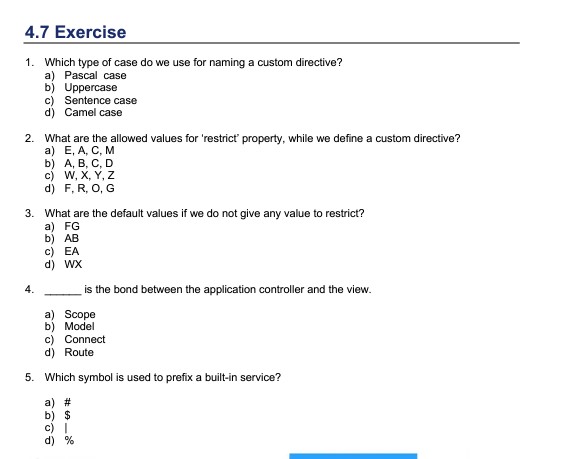 4.7 Exercise
1. Which type of case do we use for naming a custom directive?
a) Pascal case
b) Uppercase
c) Sentence case
d) Camel case
2. What are the allowed values for ‘restrict’ property, while we define a custom directive?
a) E, A, C, M
b) A, B, C, D
c) W, X, Y, Z
d) F, R, O, G
3. What are the default values if we do not give any value to restrict?
a) FG
b) AB
c) EA
d) WX
4. ______ is the bond between the application controller and the view.
a) Scope
b) Model
c) Connect
d) Route
5. Which symbol is used to prefix a built-in service?
a) #
b) $
c) |
d) %